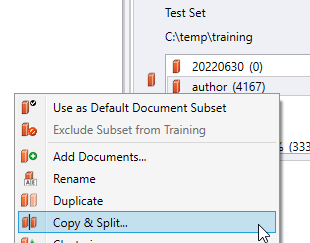 Test Set
C:\temp\training
20220630 (0)
author (4167)
% (333
Use as Default Document Subset
Exclude Subset from Training
Add Documents...
Rename
Duplicate
Copy & Split...